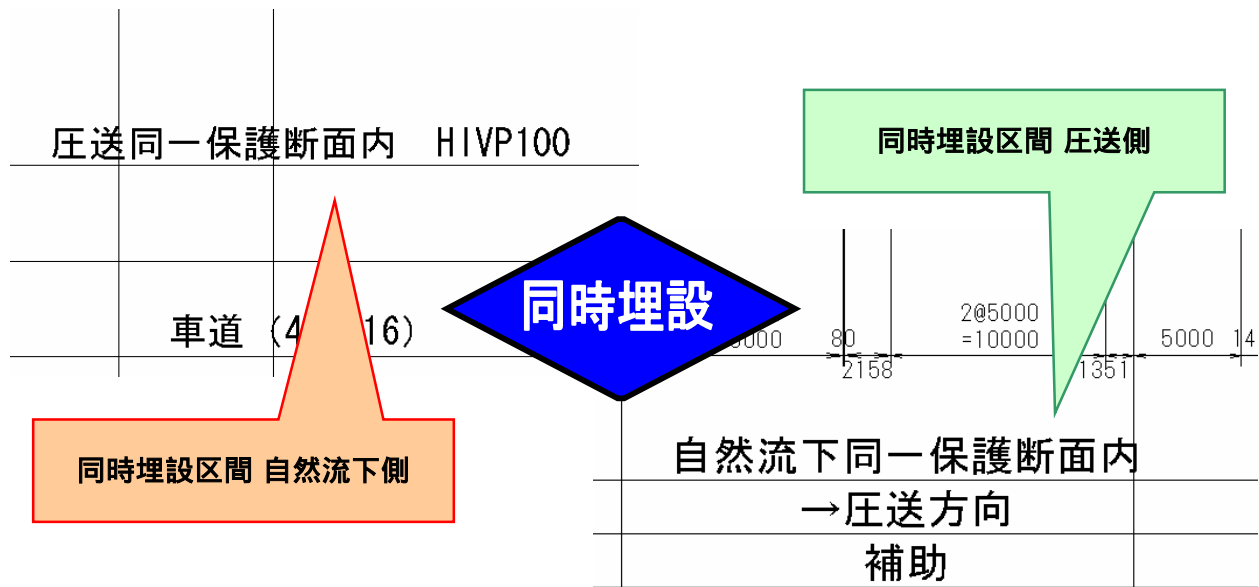 圧送同一保護断面内 HIVP100
車道 (4
16)
同時埋設区間 自然流下側
同時埋設
同時埋設区間 圧送側
2@5000
=10000
000
80
5000
14
2158
1351
自然流下同一保護断面内
→圧送方向
補助